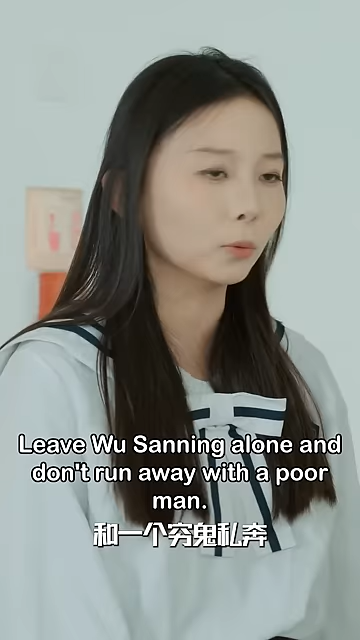 Leave Wu Sanning alone and
don't run away with a poor
man.
和一个穷鬼私奔